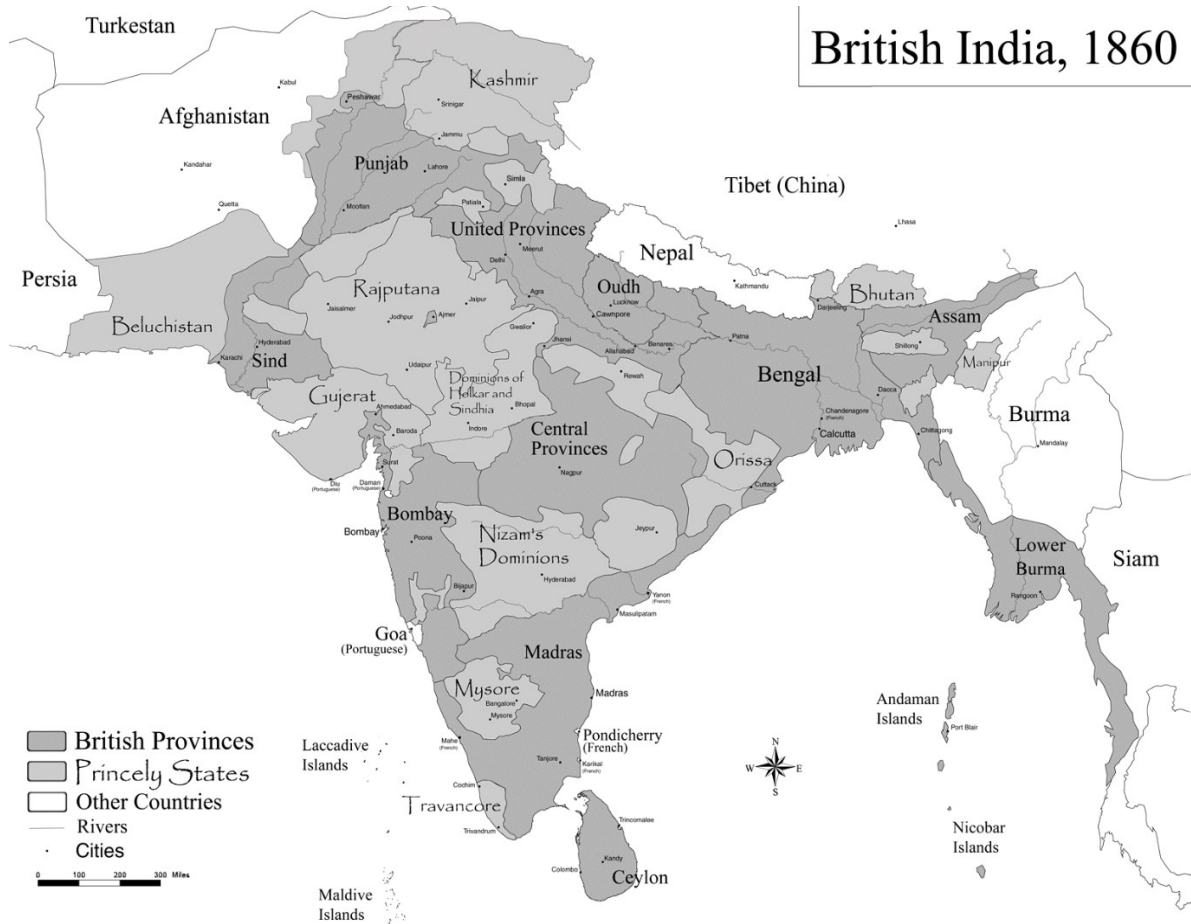 British India, 1860
Turkestan
Kabul
Afghanistan
Kandahar
Quetta
Persia
Beluchistan
Peshawar
Kashmir
Srinigar
Jammu
Punjab
Lahore
Mooltan
Simla
Patiala
Tibet (China)
Lhasa
United Provinces
Meerut
Delhi
Nepal
Kathmandu
Rajputana
Jaisalmer
Jaipur
Jodhpur
Ajmer
Agra
Oudh
Lucknow
Cawnpore
Darjeeling
Bhutan
Assam
Gwalior
Jhansi
Allahabad
Benares
Patna
Shillong
Manipur
Karachi
Hyderabad
Sind
Udaipur
Rewah
Bengal
Dacca
Gujerat
Ahmedabad
Baroda
Dominions of
Holkar and
Sindhia
Bhopal
Indore
Central
Provinces
Nagpur
Chandenagore
(French)
Calcutta
Chittagong
Burma
Mandalay
Orissa
Cuttack
Surat
Diu
(Portuguese)
Daman
(Portuguese)
Bombay
Bombay
Poona
Nizam's
Dominions
Hyderabad
Jeypur
Bijapur
Yanon
(French)
Masulipatam
Lower
Burma
Rangoon
Siam
Goa
(Portuguese)
Madras
Madras
Mysore
Bangalore
Mysore
Mahe
(French)
Pondicherry
(French)
Tanjore
Karikal
(French)
Andaman
Islands
Port Blair
Laccadive
Islands
Cochim
Travancore
Trivandrum
N
W
E
S
Trincomalee
Kandy
Colombo
Ceylon
Nicobar
Islands
Maldive
Islands
British Provinces
Princely States
Other Countries
Rivers
Cities
0 100 200 300 Miles